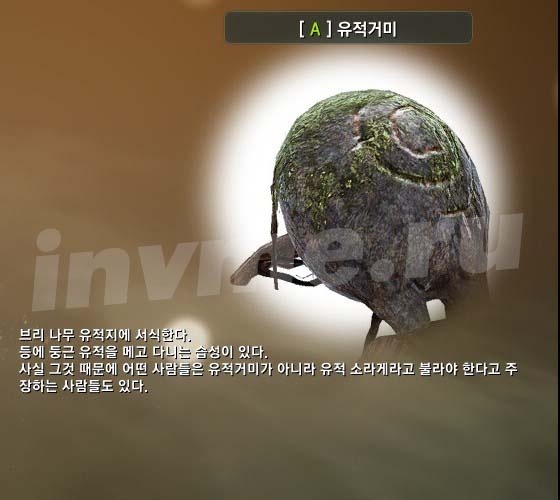 [ A ] 유적거미
invme.ru
브리 나무 유적지에 서식한다.
등에 둥근 유적을 메고 다니는 습성이 있다.
사실 그것 때문에 어떤 사람들은 유적거미가 아니라 유적 소라게라고 불러야 한다고 주
장하는 사람들도 있다.